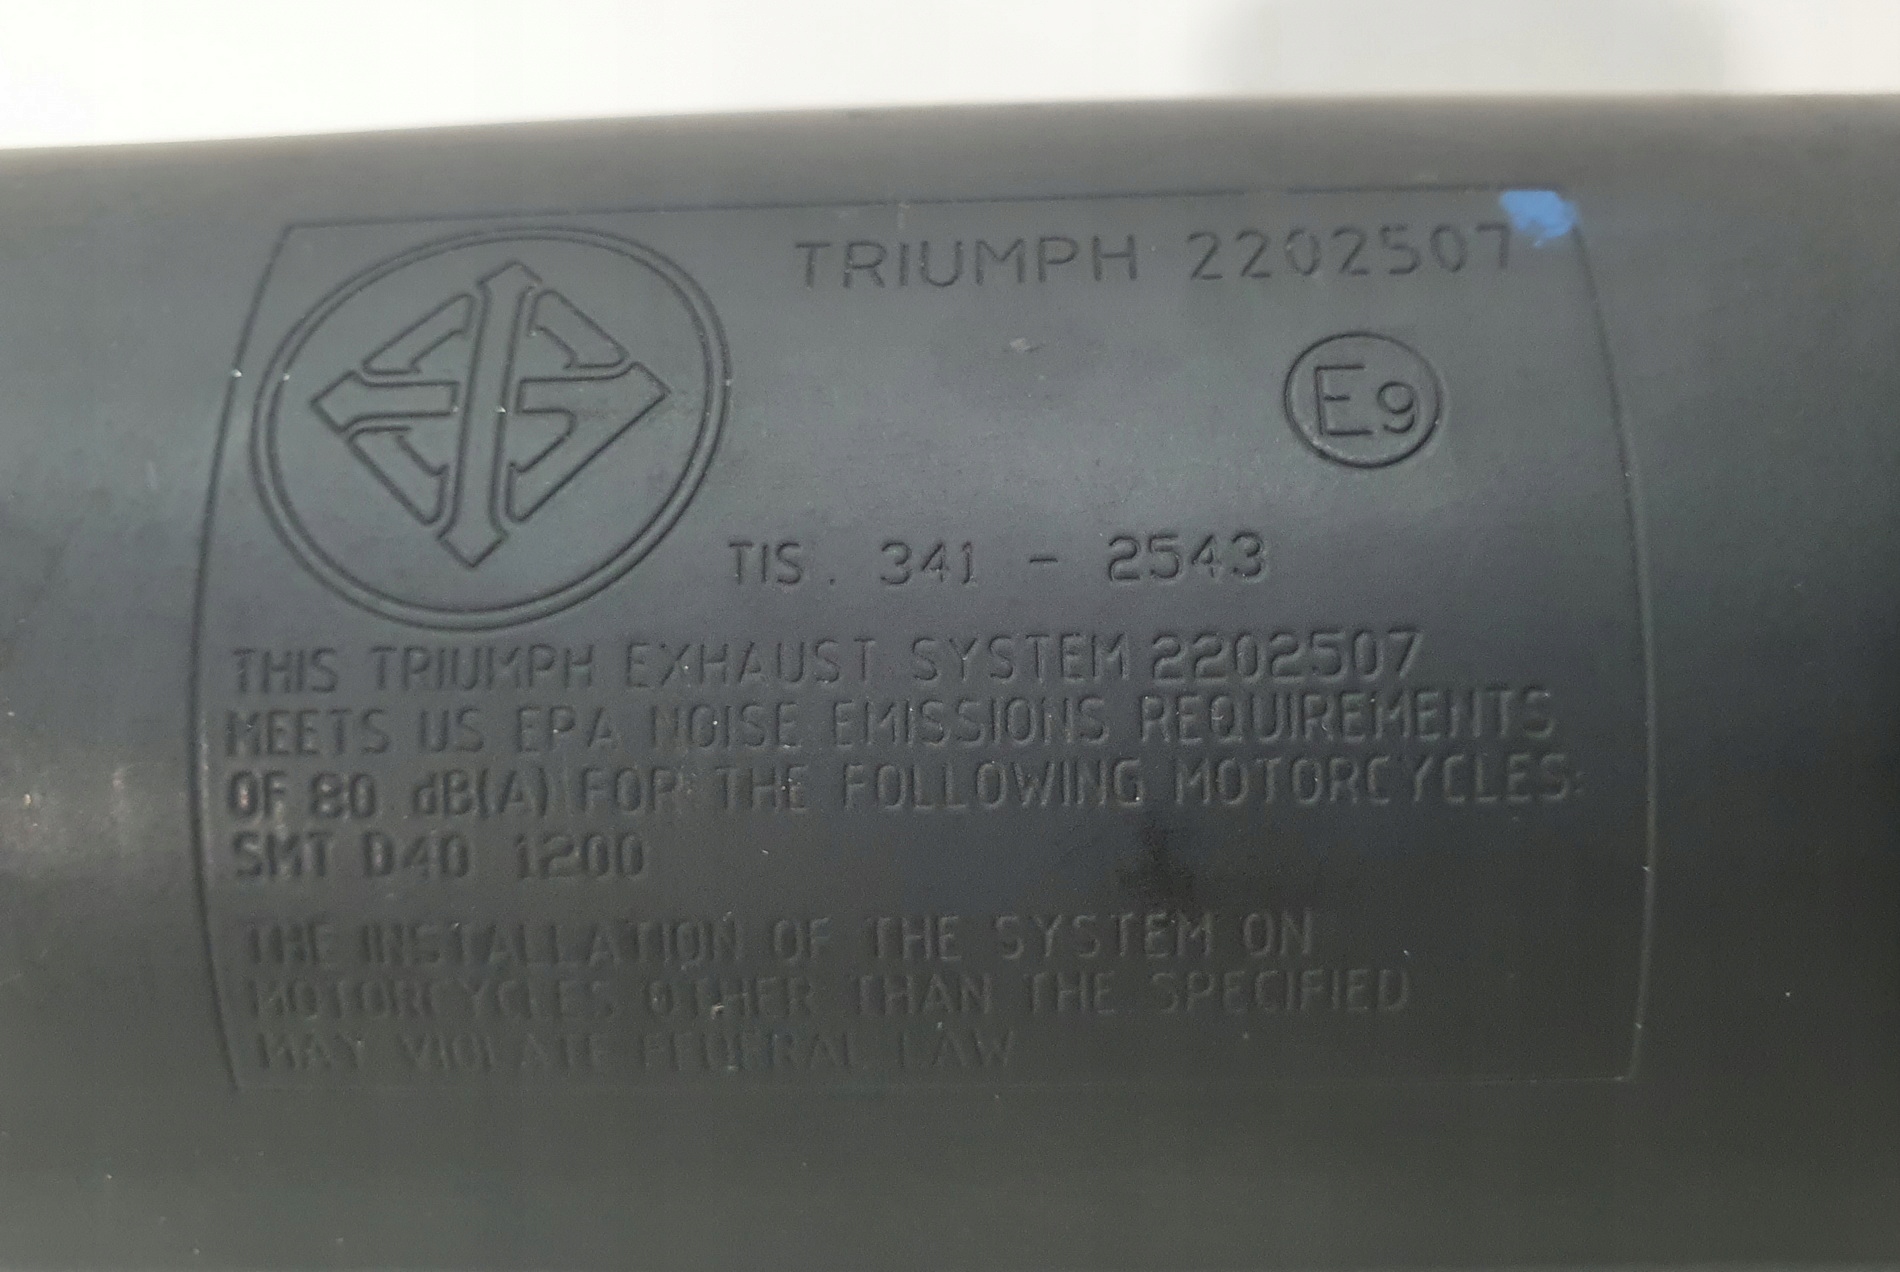 TRIUMPH 2202507
E9
TIS. 341 - 2543
THIS TRIUMPH EXHAUST SYSTEM 2202507
MEETS US EPA NOISE EMISSIONS REQUIREMENTS
OF 80 dB(A) FOR THE FOLLOWING MOTORCYCLES:
SMT D40 1200
THE INSTALLATION OF THE SYSTEM ON
MOTORCYCLES OTHER THAN THE SPECIFIED
MAY VIOLATE FEDERAL LAW